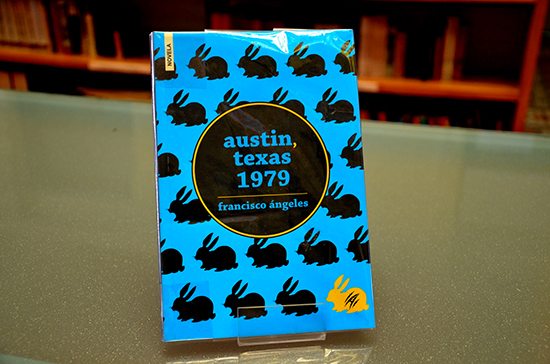 NOVELA
austin,
texas
1979
francisco ángeles